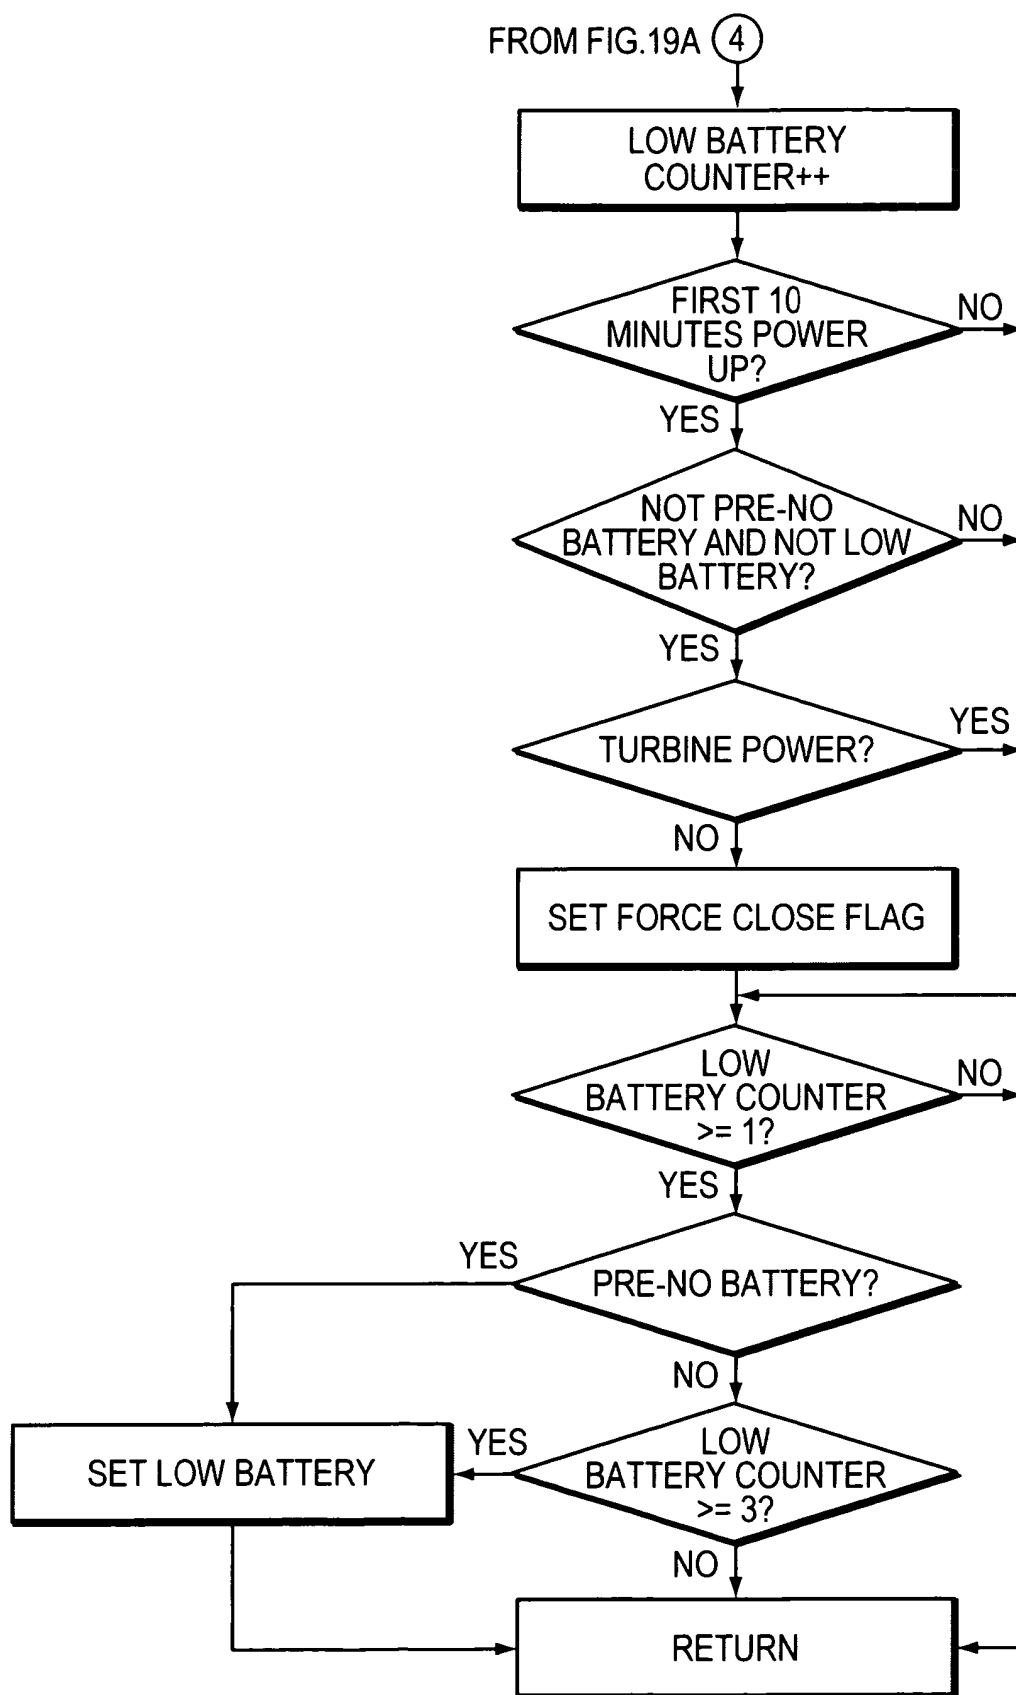 FROM FIG.19A 4
LOW BATTERY
COUNTER++
FIRST 10
MINUTES POWER
UP?
NO
YES
NOT PRE-NO
BATTERY AND NOT LOW
BATTERY?
NO
YES
TURBINE POWER?
YES
NO
SET FORCE CLOSE FLAG
LOW
BATTERY COUNTER
>= 1?
NO
YES
PRE-NO BATTERY?
YES
NO
LOW
BATTERY COUNTER
>= 3?
YES
SET LOW BATTERY
NO
RETURN